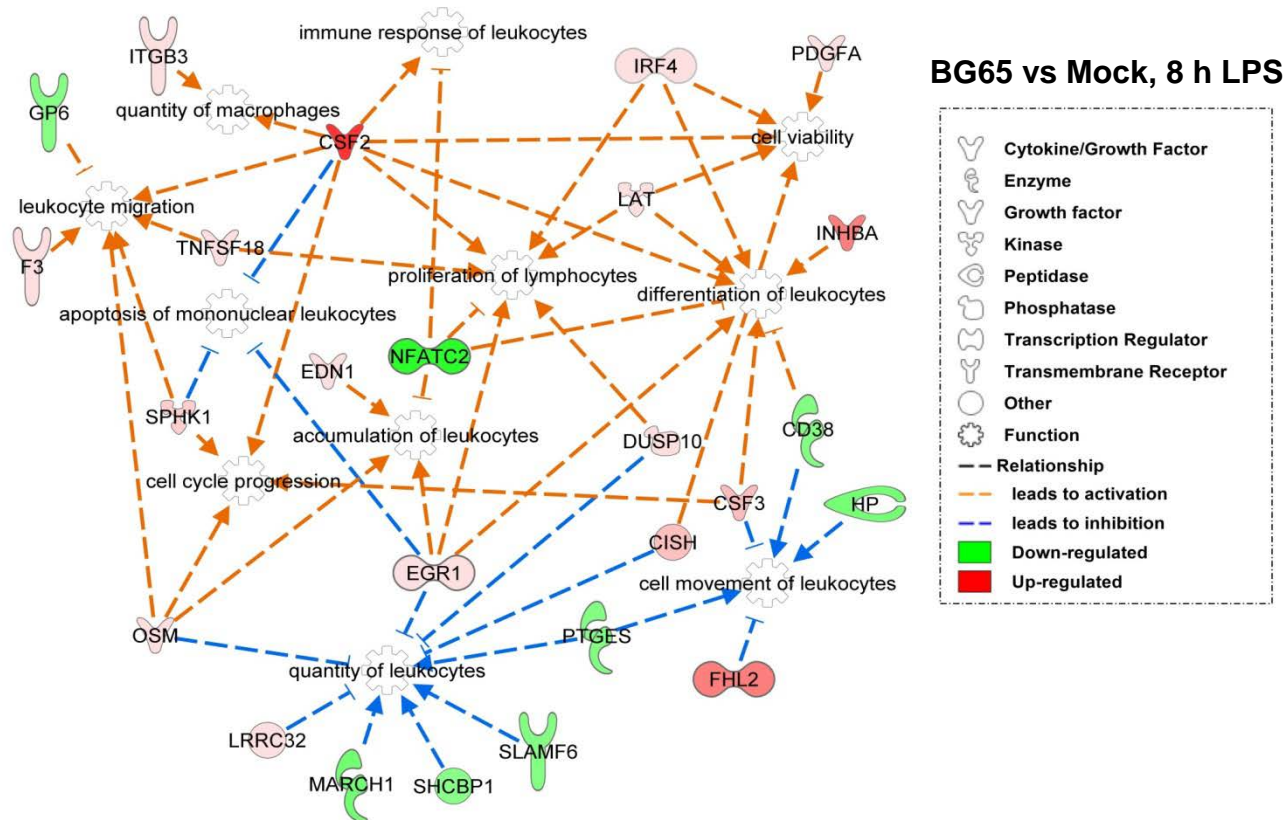 immune response of leukocytes
ITGB3
IRF4
PDGFA
BG65 vs Mock, 8 h LPS
GP6
quantity of macrophages
CSF2
cell viability
leukocyte migration
LAT
TNFSF18
INHBA
F3
proliferation of lymphocytes
differentiation of leukocytes
apoptosis of mononuclear leukocytes
NFATC2
EDN1
SPHK1
accumulation of leukocytes
DUSP10
CD38
cell cycle progression
CSF3
HP
CISH
EGR1
cell movement of leukocytes
OSM
PTGES
quantity of leukocytes
FHL2
LRRC32
SLAMF6
MARCH1
SHCBP1
Cytokine/Growth Factor
Enzyme
Growth factor
Kinase
Peptidase
Phosphatase
Transcription Regulator
Transmembrane Receptor
Other
Function
Relationship
leads to activation
leads to inhibition
Down-regulated
Up-regulated